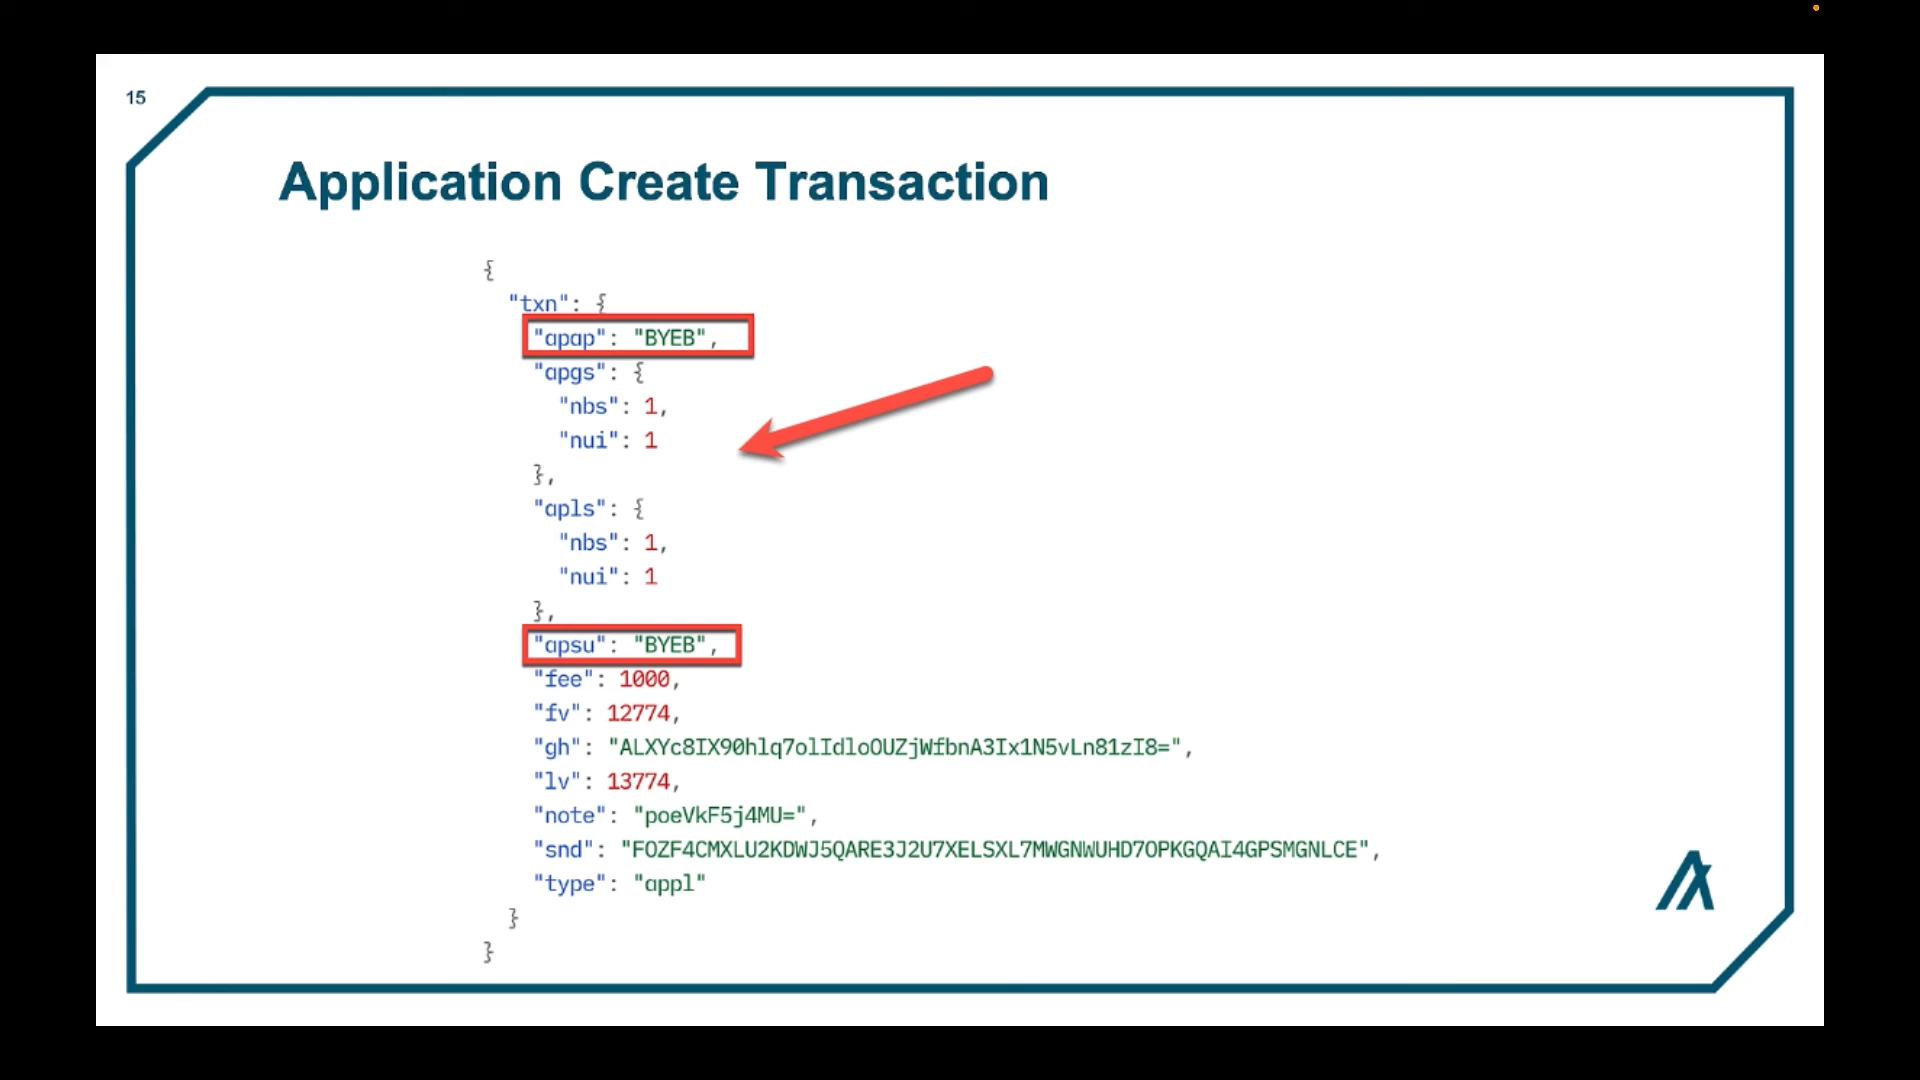 15
Application Create Transaction
{
"txn": {
"apap": "BYEB",
"apgs": {
"nbs": 1,
"nui": 1
},
"apls": {
"nbs": 1,
"nui": 1
},
"apsu": "BYEB",
"fee": 1000,
"fv": 12774,
"gh": "ALXYc8IX90hlq7olIdloOUZjWfbnA3Ix1N5vLn81zI8=",
"lv": 13774,
"note": "poeVkF5j4MU=",
"snd": "FOZF4CMXLU2KDWJ5QARE3J2U7XELSXL7MWGNWUHD7OPKGQAI4GPSMGNLCE",
"type": "appl"
}
}